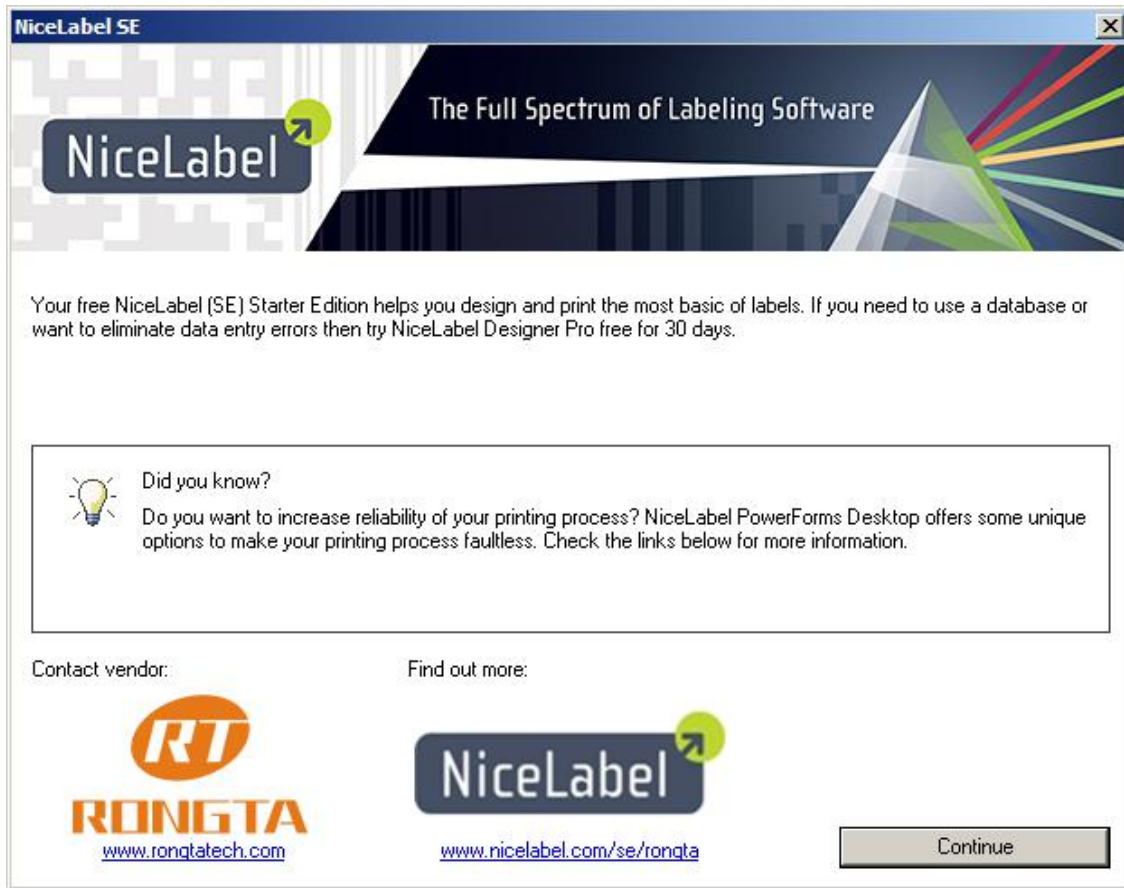 NiceLabel SE
The Full Spectrum of Labeling Software
NiceLabel
Your free NiceLabel (SE) Starter Edition helps you design and print the most basic of labels. If you need to use a database or
want to eliminate data entry errors then try NiceLabel Designer Pro free for 30 days.
Did you know?
Do you want to increase reliability of your printing process? NiceLabel PowerForms Desktop offers some unique
options to make your printing process faultless. Check the links below for more information.
Contact vendor:
Find out more:
RT
RONGTA
NiceLabel
www.rongtatech.com
www.nicelabel.com/se/rongta
Continue